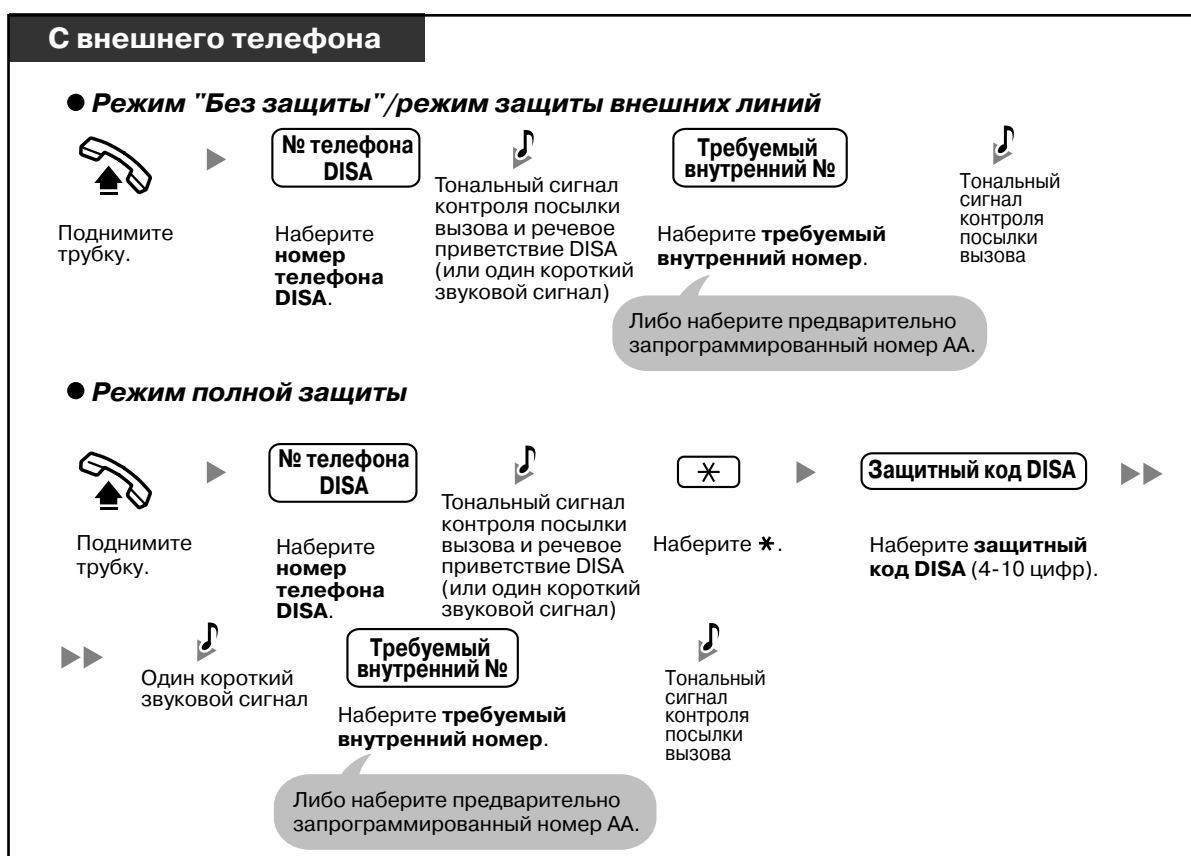 С внешнего телефона
● Режим "Без защиты"/режим защиты внешних линий
№ телефона
DISA
Требуемый
внутренний №
Поднимите
трубку.
Наберите
номер
телефона
DISA.
Тональный сигнал
контроля посылки
вызова и речевое
приветствие DISA
(или один короткий
звуковой сигнал)
Наберите требуемый
внутренний номер.
Тональный
сигнал
контроля
посылки
вызова
Либо наберите предварительно
запрограммированный номер АА.
● Режим полной защиты
№ телефона
DISA
Защитный код DISA
Поднимите
трубку.
Наберите
номер
телефона
DISA.
Тональный сигнал
контроля посылки
вызова и речевое
приветствие DISA
(или один короткий
звуковой сигнал)
Наберите *.
Наберите защитный
код DISA (4-10 цифр).
Один короткий
звуковой сигнал
Требуемый
внутренний №
Наберите требуемый
внутренний номер.
Тональный
сигнал
контроля
посылки
вызова
Либо наберите предварительно
запрограммированный номер АА.